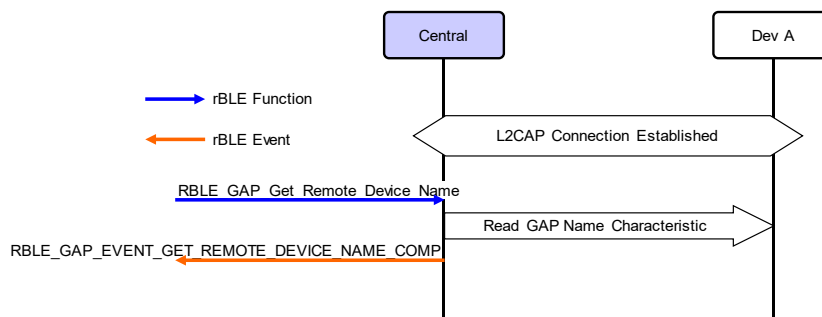 Central
Dev A
rBLE Function
L2CAP Connection Established
rBLE Event
RBLE_GAP_Get_Remote_Device_Name
Read GAP Name Characteristic
RBLE_GAP_EVENT_GET_REMOTE_DEVICE_NAME_COMP